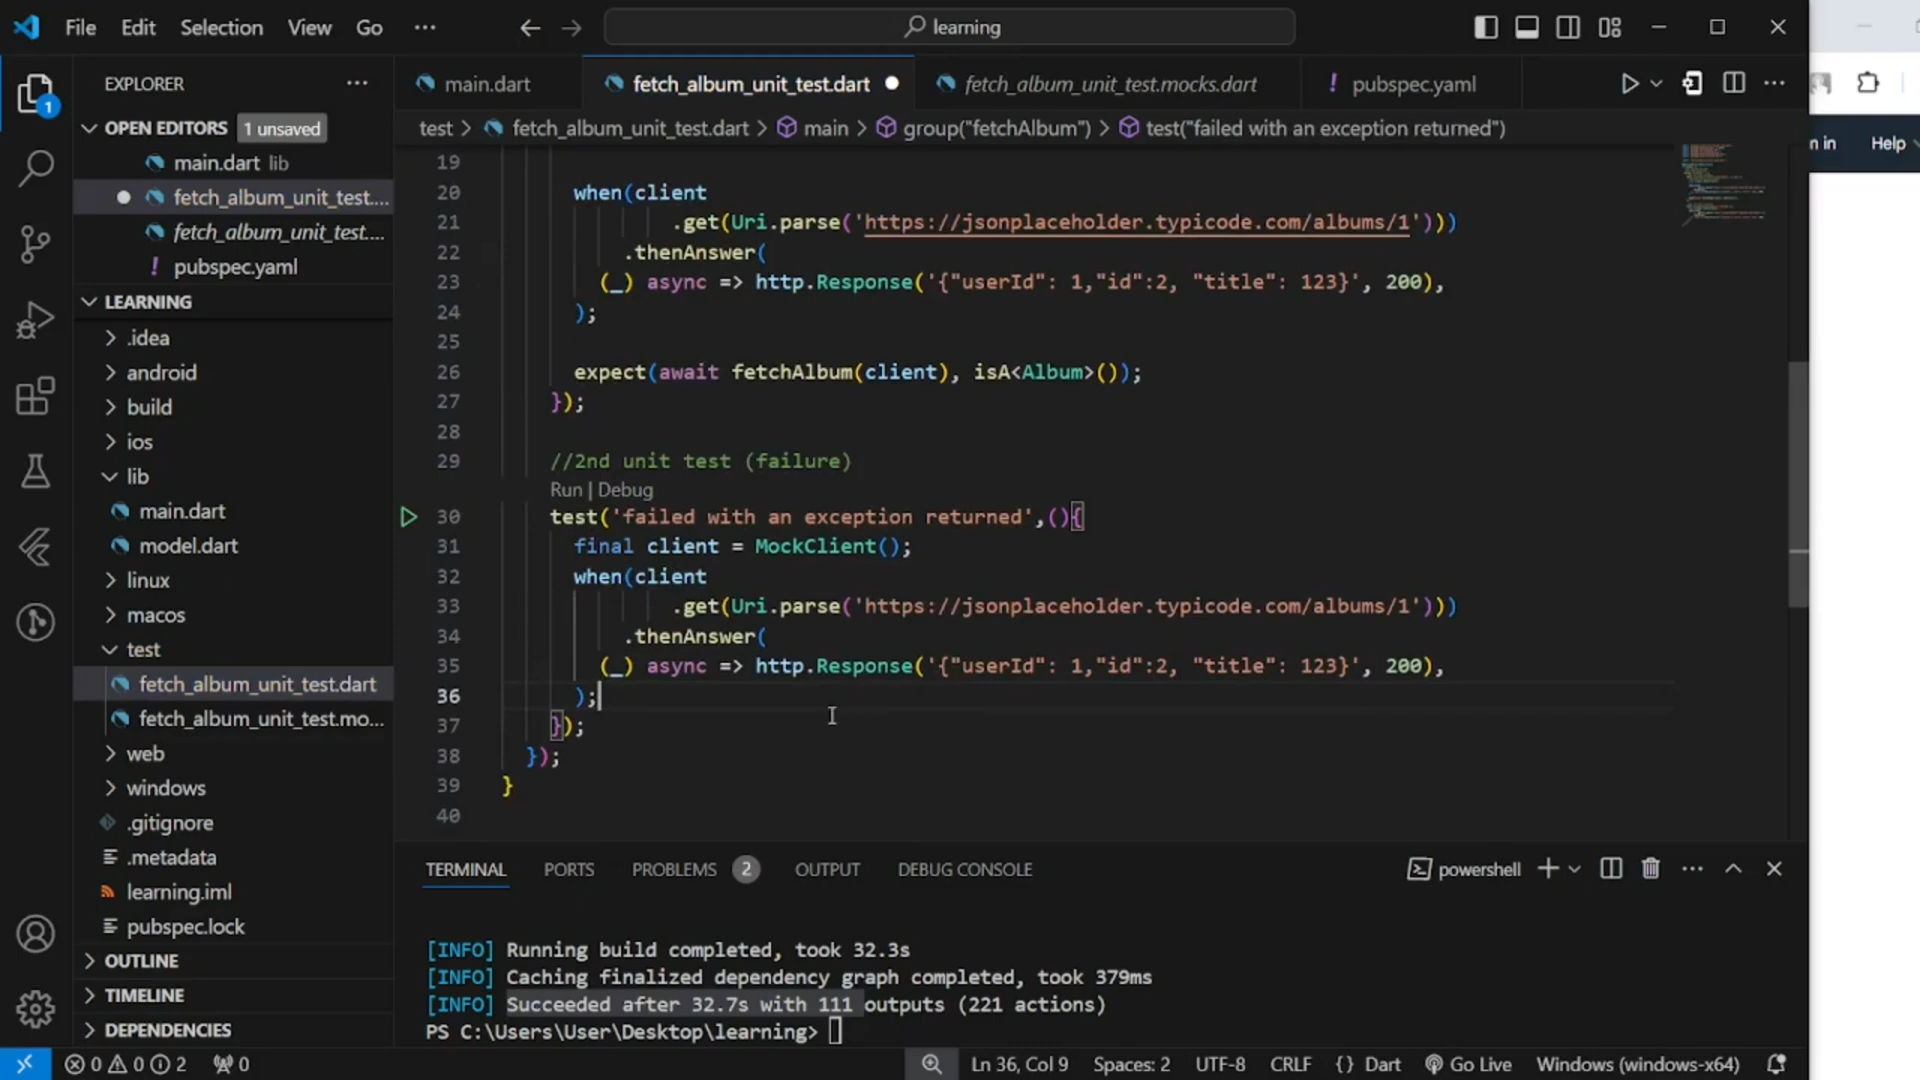 File Edit Selection View Go ··· learning
EXPLORER
main.dart fetch_album_unit_test.dart fetch_album_unit_test.mocks.dart ! pubspec.yaml
1
OPEN EDITORS 1 unsaved
test > fetch_album_unit_test.dart > main > group("fetchAlbum") > test("failed with an exception returned")
n in Help
main.dart lib
fetch_album_unit_test....
fetch_album_unit_test....
! pubspec.yaml
LEARNING
.idea
android
build
ios
lib
main.dart
model.dart
linux
macos
test
fetch_album_unit_test.dart
fetch_album_unit_test.mo...
web
windows
.gitignore
.metadata
learning.iml
pubspec.lock
OUTLINE
TIMELINE
DEPENDENCIES
19
20 when(client
21 .get(Uri.parse('https://jsonplaceholder.typicode.com/albums/1')))
22 .thenAnswer(
23 (_) async => http.Response('{"userId": 1,"id":2, "title": 123}', 200),
24 );
25
26 expect(await fetchAlbum(client), isA<Album>());
27 });
28
29 //2nd unit test (failure)
Run | Debug
30 test('failed with an exception returned',(){
31 final client = MockClient();
32 when(client
33 .get(Uri.parse('https://jsonplaceholder.typicode.com/albums/1')))
34 .thenAnswer(
35 (_) async => http.Response('{"userId": 1,"id":2, "title": 123}', 200),
36 );
37 });
38 });
39 }
40
TERMINAL PORTS PROBLEMS 2 OUTPUT DEBUG CONSOLE powershell
[INFO] Running build completed, took 32.3s
[INFO] Caching finalized dependency graph completed, took 379ms
[INFO] Succeeded after 32.7s with 111 outputs (221 actions)
PS C:\Users\User\Desktop\learning>
0 0 2 0 Ln 36, Col 9 Spaces: 2 UTF-8 CRLF {} Dart Go Live Windows (windows-x64)